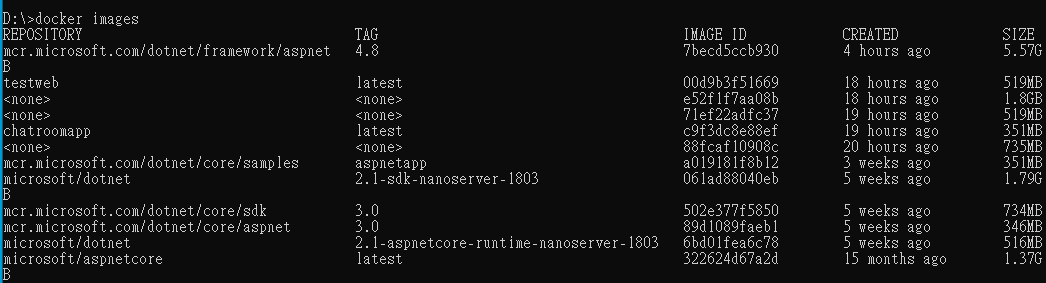 D:\>docker images
REPOSITORY TAG IMAGE ID CREATED SIZE
mcr.microsoft.com/dotnet/framework/aspnet 4.8 7becd5ccb930 4 hours ago 5.57G
B
testweb latest 00d9b3f51669 18 hours ago 519MB
<none> <none> e52f1f7aa08b 18 hours ago 1.8GB
<none> <none> 71ef22adfc37 19 hours ago 519MB
chatroomapp latest c9f3dc8e88ef 19 hours ago 351MB
<none> <none> 88fcaf10908c 20 hours ago 735MB
mcr.microsoft.com/dotnet/core/samples aspnetapp a019181f8b12 3 weeks ago 351MB
microsoft/dotnet 2.1-sdk-nanoserver-1803 061ad88040eb 5 weeks ago 1.79G
B
mcr.microsoft.com/dotnet/core/sdk 3.0 502e377f5850 5 weeks ago 734MB
mcr.microsoft.com/dotnet/core/aspnet 3.0 89d1089faeb1 5 weeks ago 346MB
microsoft/dotnet 2.1-aspnetcore-runtime-nanoserver-1803 6bd01fea6c78 5 weeks ago 516MB
microsoft/aspnetcore latest 322624d67a2d 15 months ago 1.37G
B